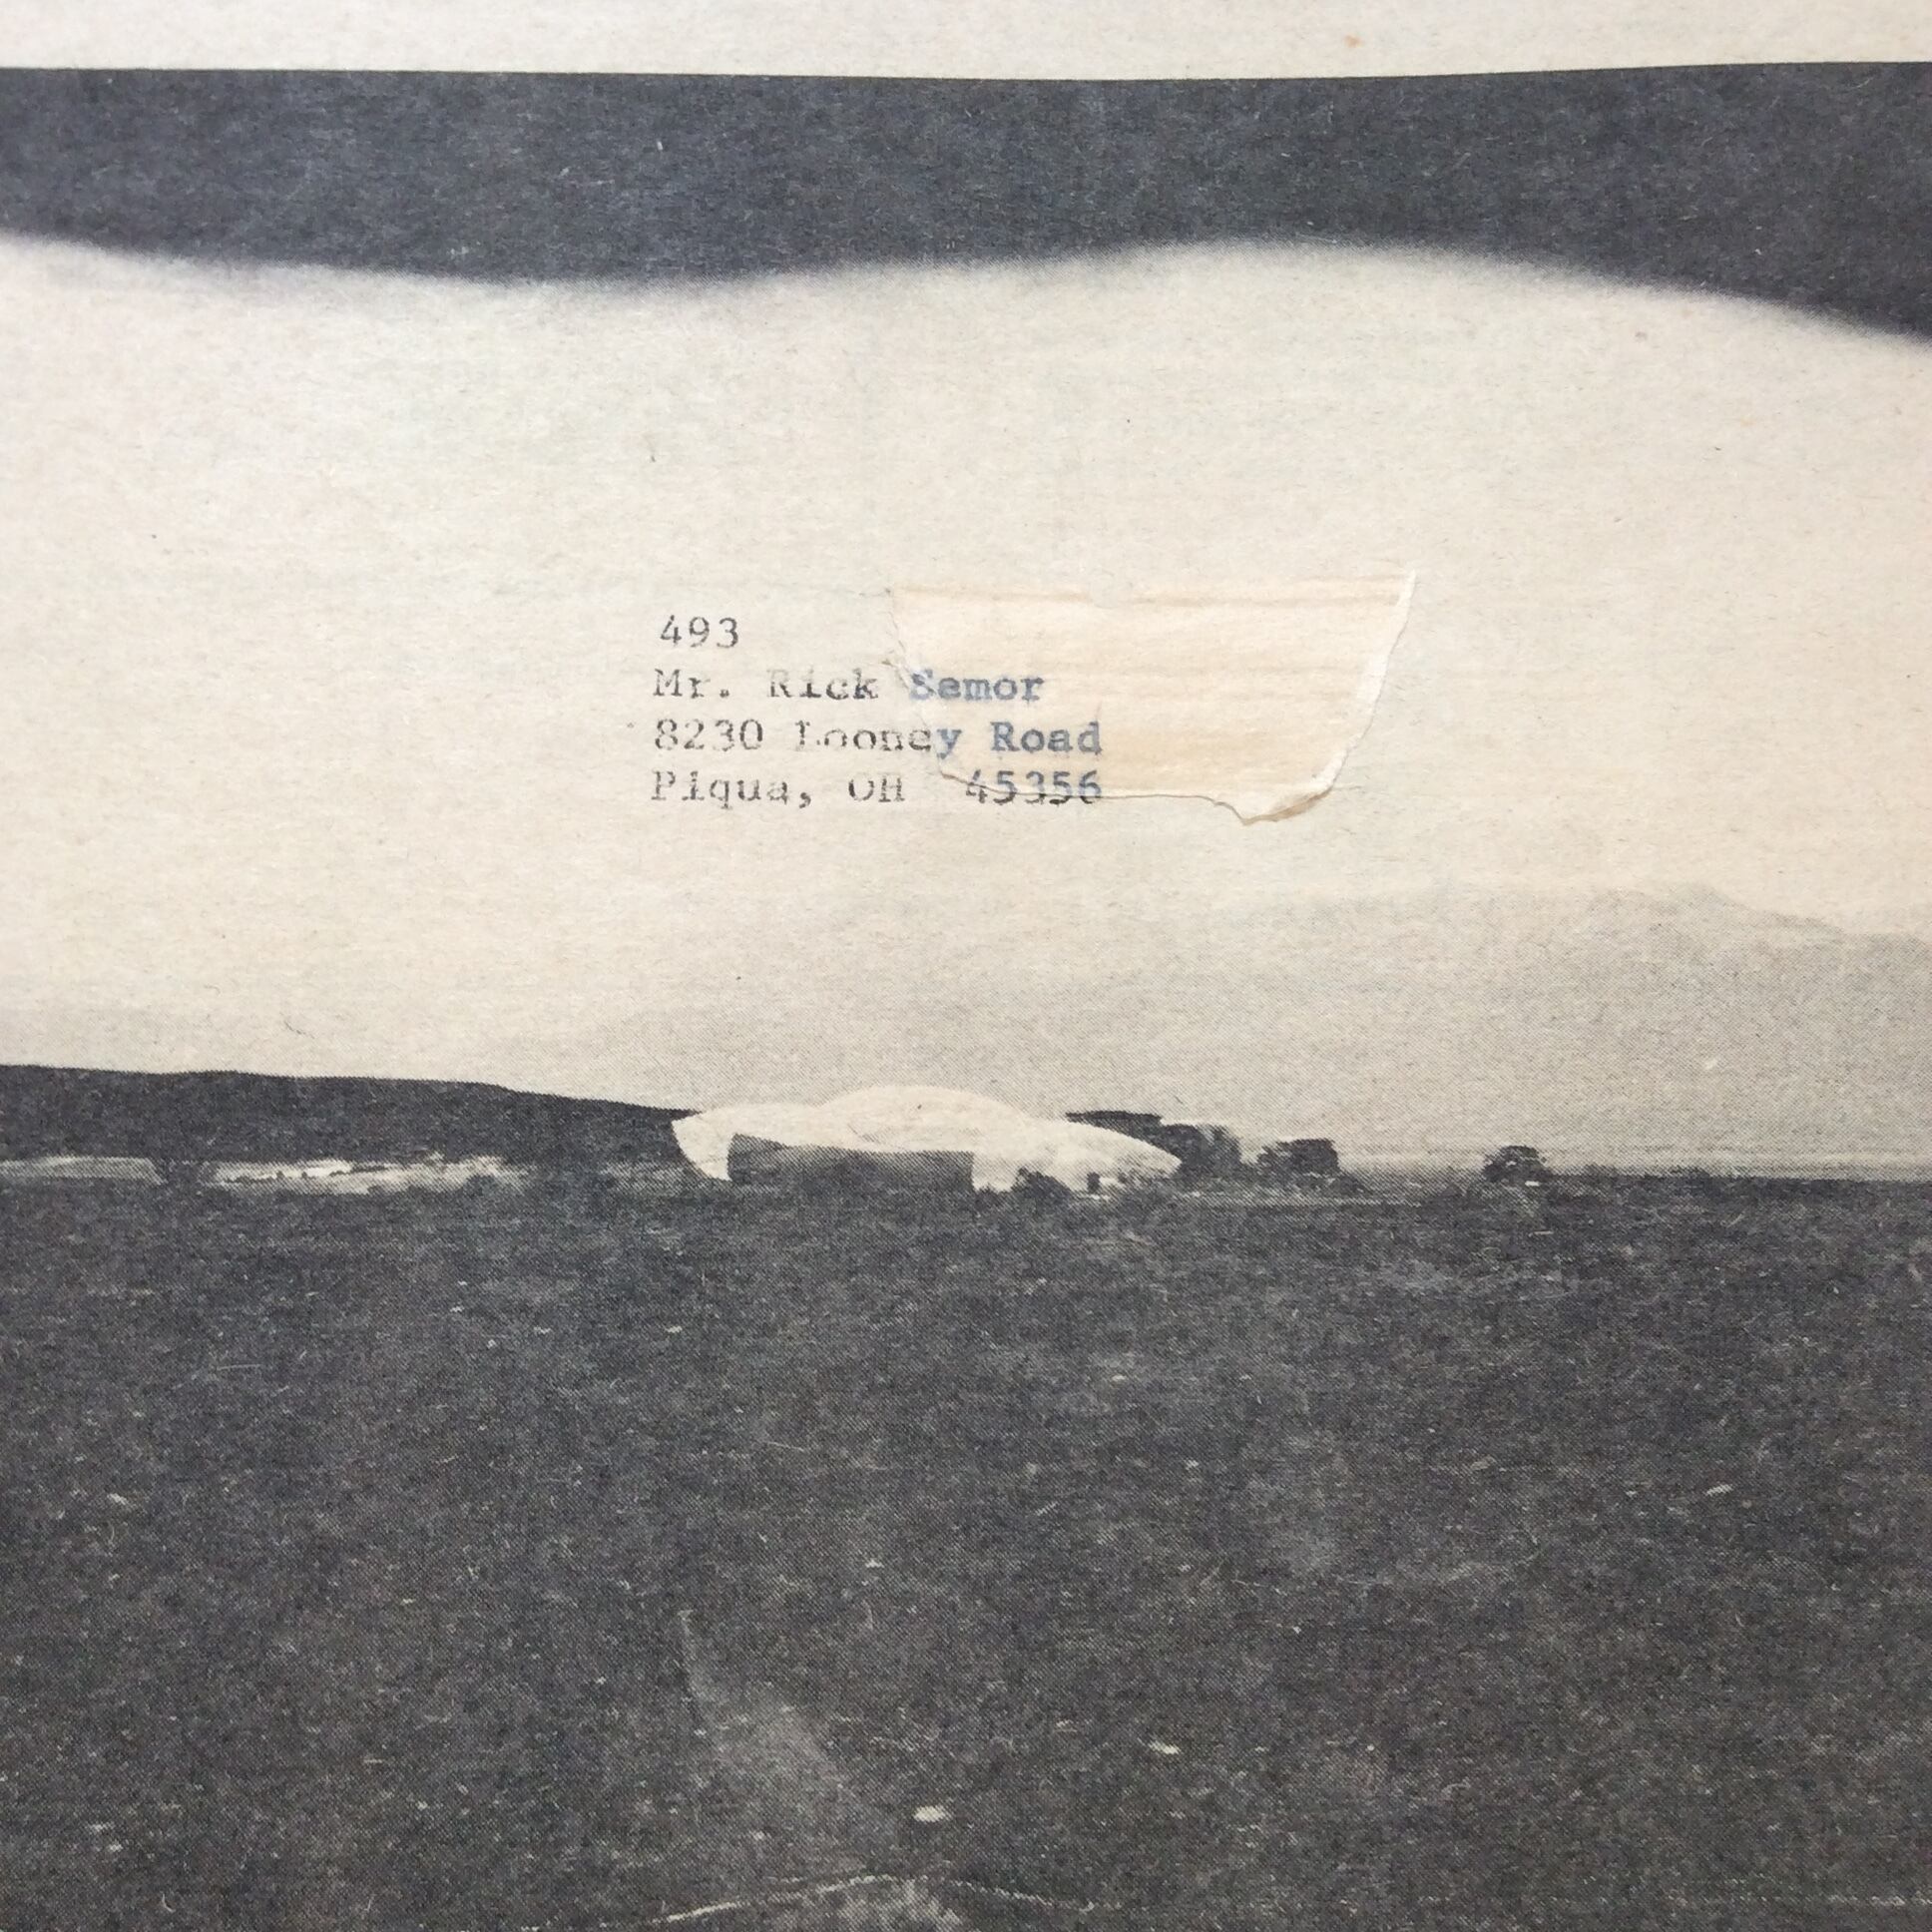 493
Mr. Rick Semor
8230 Looney Road
Piqua, OH 45356